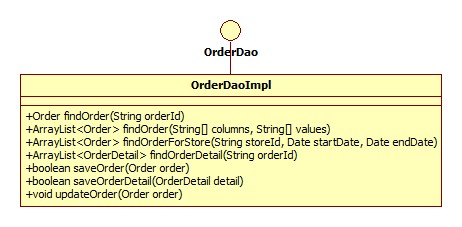 OrderDao
OrderDaoImpl
+Order findOrder(String orderId)
+ArrayList<Order> findOrder(String[] columns, String[] values)
+ArrayList<Order> findOrderForStore(String storeId, Date startDate, Date endDate)
+ArrayList<OrderDetail> findOrderDetail(String orderId)
+boolean saveOrder(Order order)
+boolean saveOrderDetail(OrderDetail detail)
+void updateOrder(Order order)